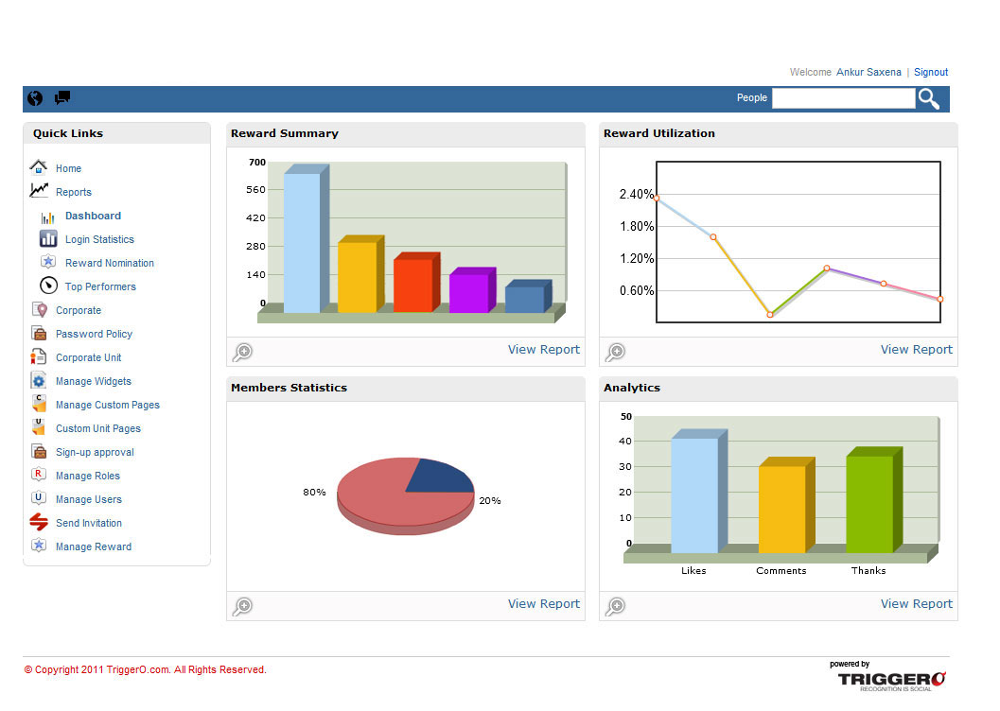 Welcome Ankur Saxena | Signout
People
Quick Links
Home
Reports
Dashboard
Login Statistics
Reward Nomination
Top Performers
Corporate
Password Policy
Corporate Unit
Manage Widgets
C
Manage Custom Pages
U
Custom Unit Pages
Sign-up approval
R
Manage Roles
U
Manage Users
Send Invitation
Manage Reward
Reward Summary
700
560
420
280
140
0
View Report
Reward Utilization
2.40%
1.80%
1.20%
0.60%
View Report
Members Statistics
80%
20%
View Report
Analytics
50
40
30
20
10
0
Likes Comments Thanks
View Report
© Copyright 2011 TriggerO.com. All Rights Reserved.
powered by
TRIGGERO
RECOGNITION IS SOCIAL